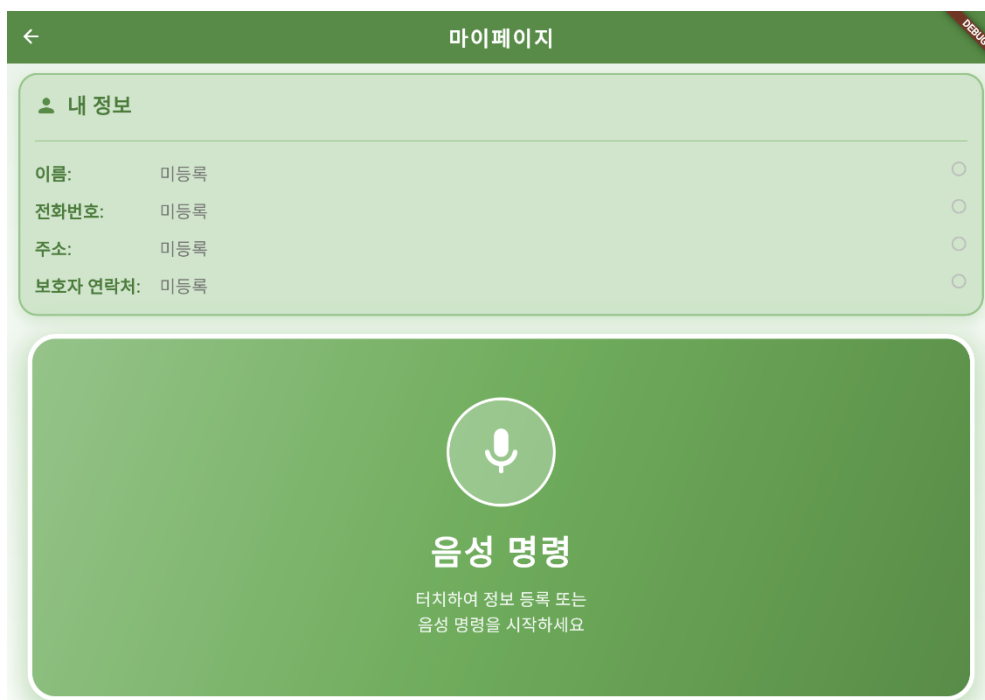 마이페이지
DEBUG
내 정보
이름: 미등록
전화번호: 미등록
주소: 미등록
보호자 연락처: 미등록
음성 명령
터치하여 정보 등록 또는
음성 명령을 시작하세요